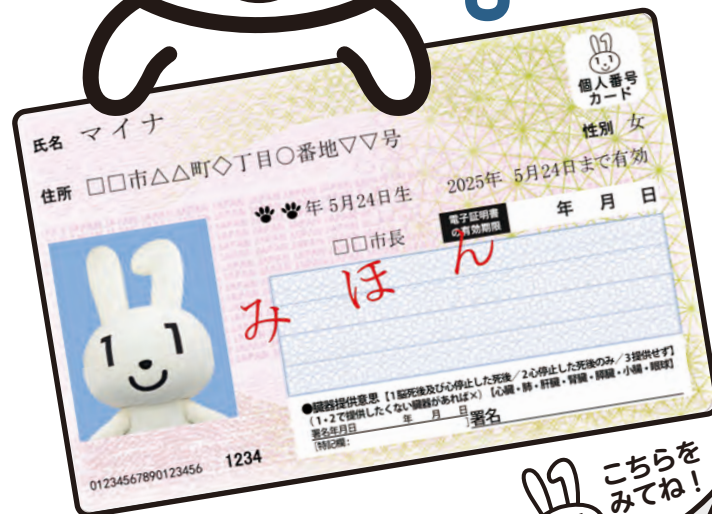 個人番号
カード
氏名 マイナ
性別 女
住所 □□市△△町◇丁目○番地▽▽号
年 5月24日生 2025年 5月24日まで有効
□□市長
電子証明書
の有効期限
年 月 日
みほん
●臓器提供意思【1脳死後及び心停止した死後/2心停止した死後のみ/3提供せず】
(1・2で提供したくない臓器があれば×)【心臓・肺・肝臓・腎臓・膵臓・小腸・眼球】
署名年月日 年 月 日 署名
[特記欄: ]
01234567890123456 1234
こちらを
みてね!